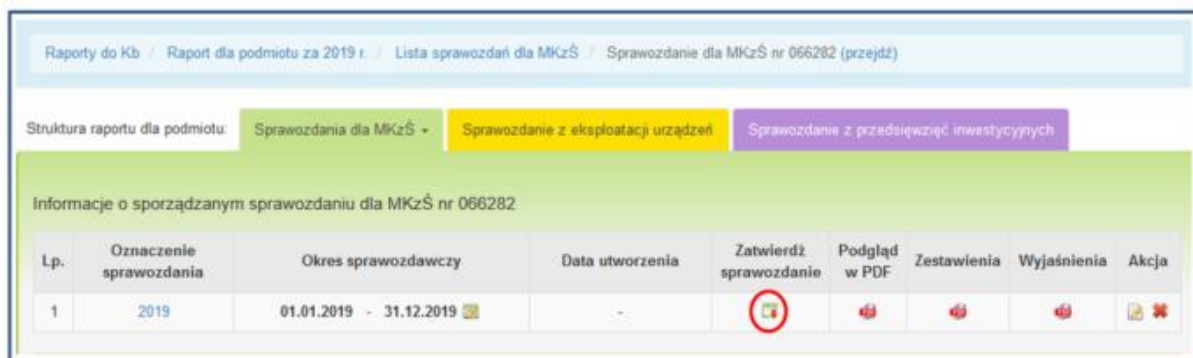 Raporty do Kb / Raport dla podmiotu za 2019 r. / Lista sprawozdań dla MKzŚ / Sprawozdanie dla MKzŚ nr 066282 (przejdź)
Struktura raportu dla podmiotu: Sprawozdania dla MKzŚ Sprawozdanie z eksploatacji urządzeń Sprawozdanie z przedsięwzięć inwestycyjnych
Informacje o sporządzanym sprawozdaniu dla MKzŚ nr 066282
Lp. Oznaczenie sprawozdania Okres sprawozdawczy Data utworzenia Zatwierdź sprawozdanie Podgląd w PDF Zestawienia Wyjaśnienia Akcja
1 2019 01.01.2019 - 31.12.2019 -